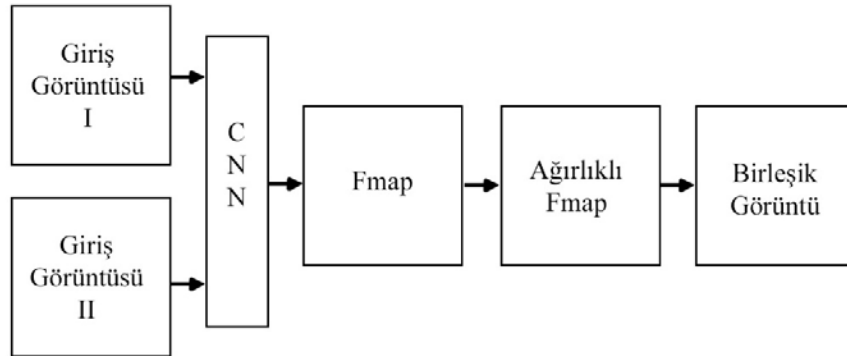 Giriş
Görüntüsü
I
Giriş
Görüntüsü
II
C
N
N
Fmap
Ağırlıklı
Fmap
Birleşik
Görüntü